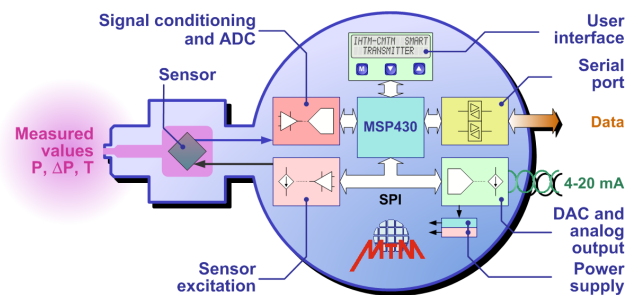 Signal conditioning
and ADC
User
interface
IHTM-CMTM SMART
TRANSMITTER
M
Sensor
Serial
port
MSP430
Data
Measured
values
P, ΔP, T
4-20 mA
SPI
DAC and
analog
output
MTM
Sensor
excitation
Power
supply